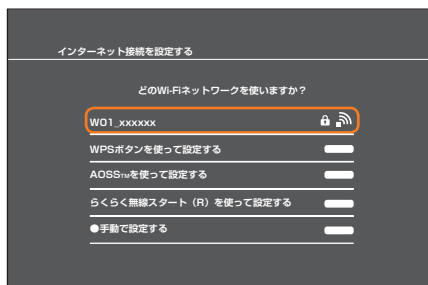 インターネット接続を設定する
どのWi-Fiネットワークを使いますか？
W01_xxxxxx
WPSボタンを使って設定する
AOSS™を使って設定する
らくらく無線スタート（R）を使って設定する
●手動で設定する